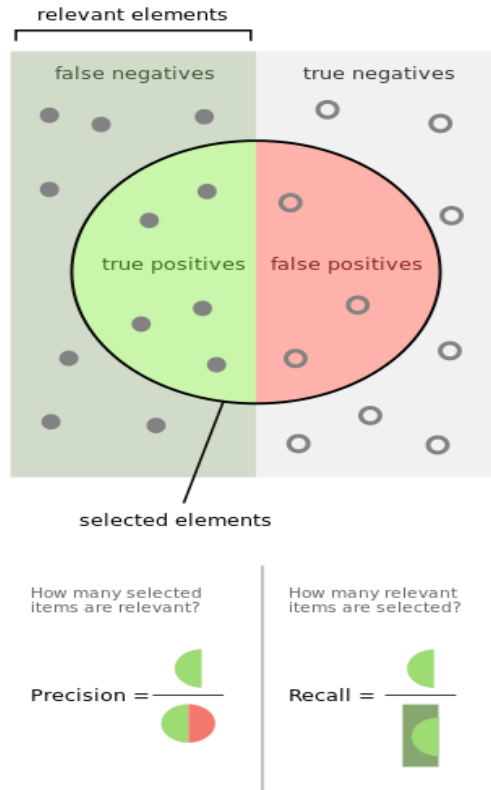 relevant elements
false negatives
true negatives
true positives
false positives
selected elements
How many selected
items are relevant?
How many relevant
items are selected?
Precision =
Recall =